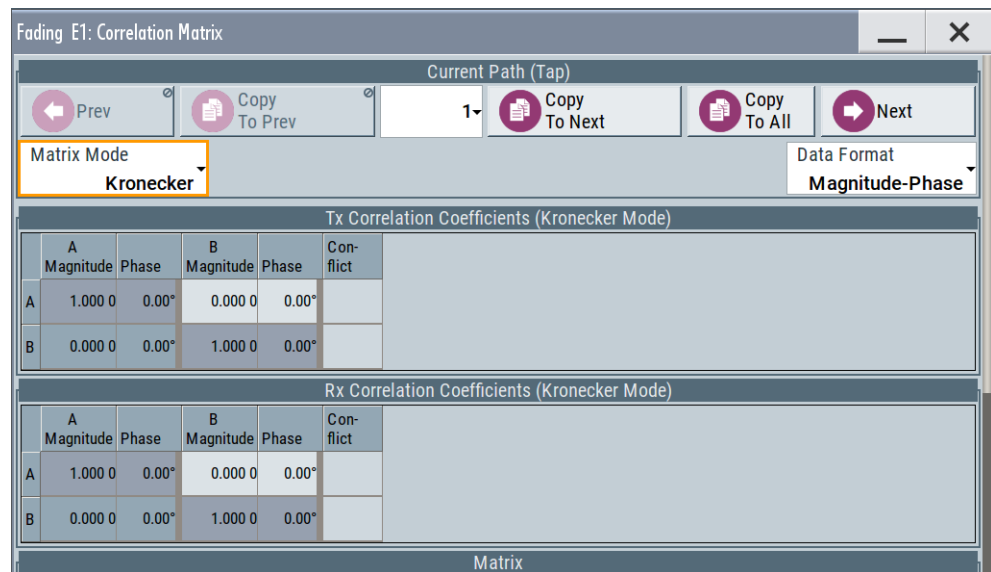 Fading E1: Correlation Matrix
Current Path (Tap)
Prev
Copy To Prev
1
Copy To Next
Copy To All
Next
Matrix Mode
Kronecker
Data Format
Magnitude-Phase
Tx Correlation Coefficients (Kronecker Mode)
A Magnitude Phase B Magnitude Phase Con-flict
A 1.000 0 0.00° 0.000 0 0.00°
B 0.000 0 0.00° 1.000 0 0.00°
Rx Correlation Coefficients (Kronecker Mode)
A Magnitude Phase B Magnitude Phase Con-flict
A 1.000 0 0.00° 0.000 0 0.00°
B 0.000 0 0.00° 1.000 0 0.00°
Matrix